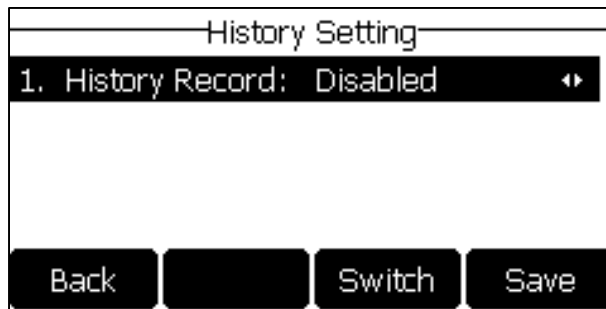 History Setting
1. History Record: Disabled
Back Switch Save